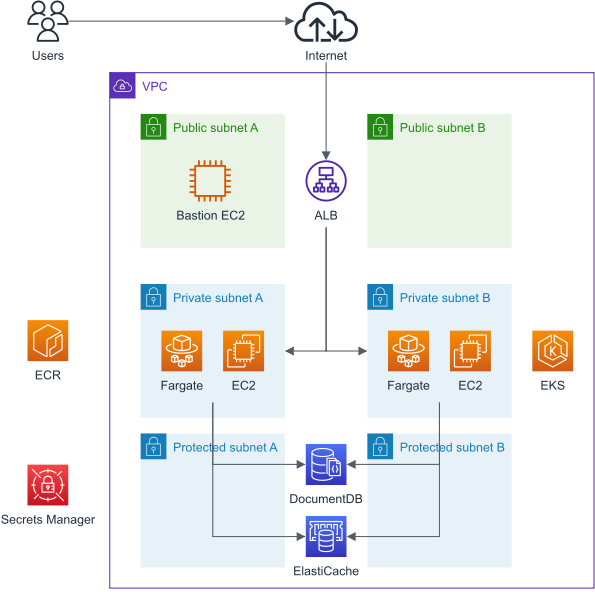 Users
Internet
VPC
Public subnet A
Public subnet B
Bastion EC2
ALB
Private subnet A
Private subnet B
ECR
Fargate
EC2
Fargate
EC2
EKS
Protected subnet A
Protected subnet B
DocumentDB
Secrets Manager
ElastiCache